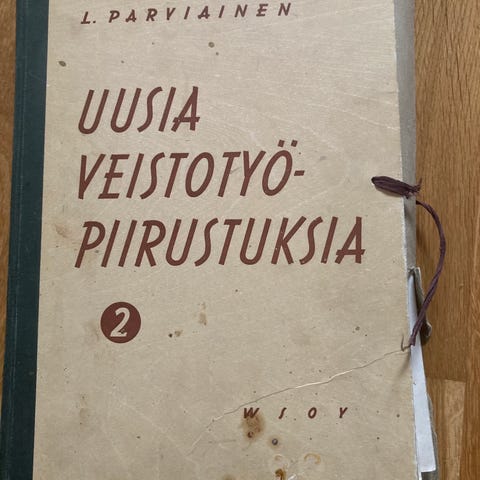 L. PARVIAINEN
UUSIA
VEISTOTYÖ-
PIIRUSTUKSIA
2
WSOY